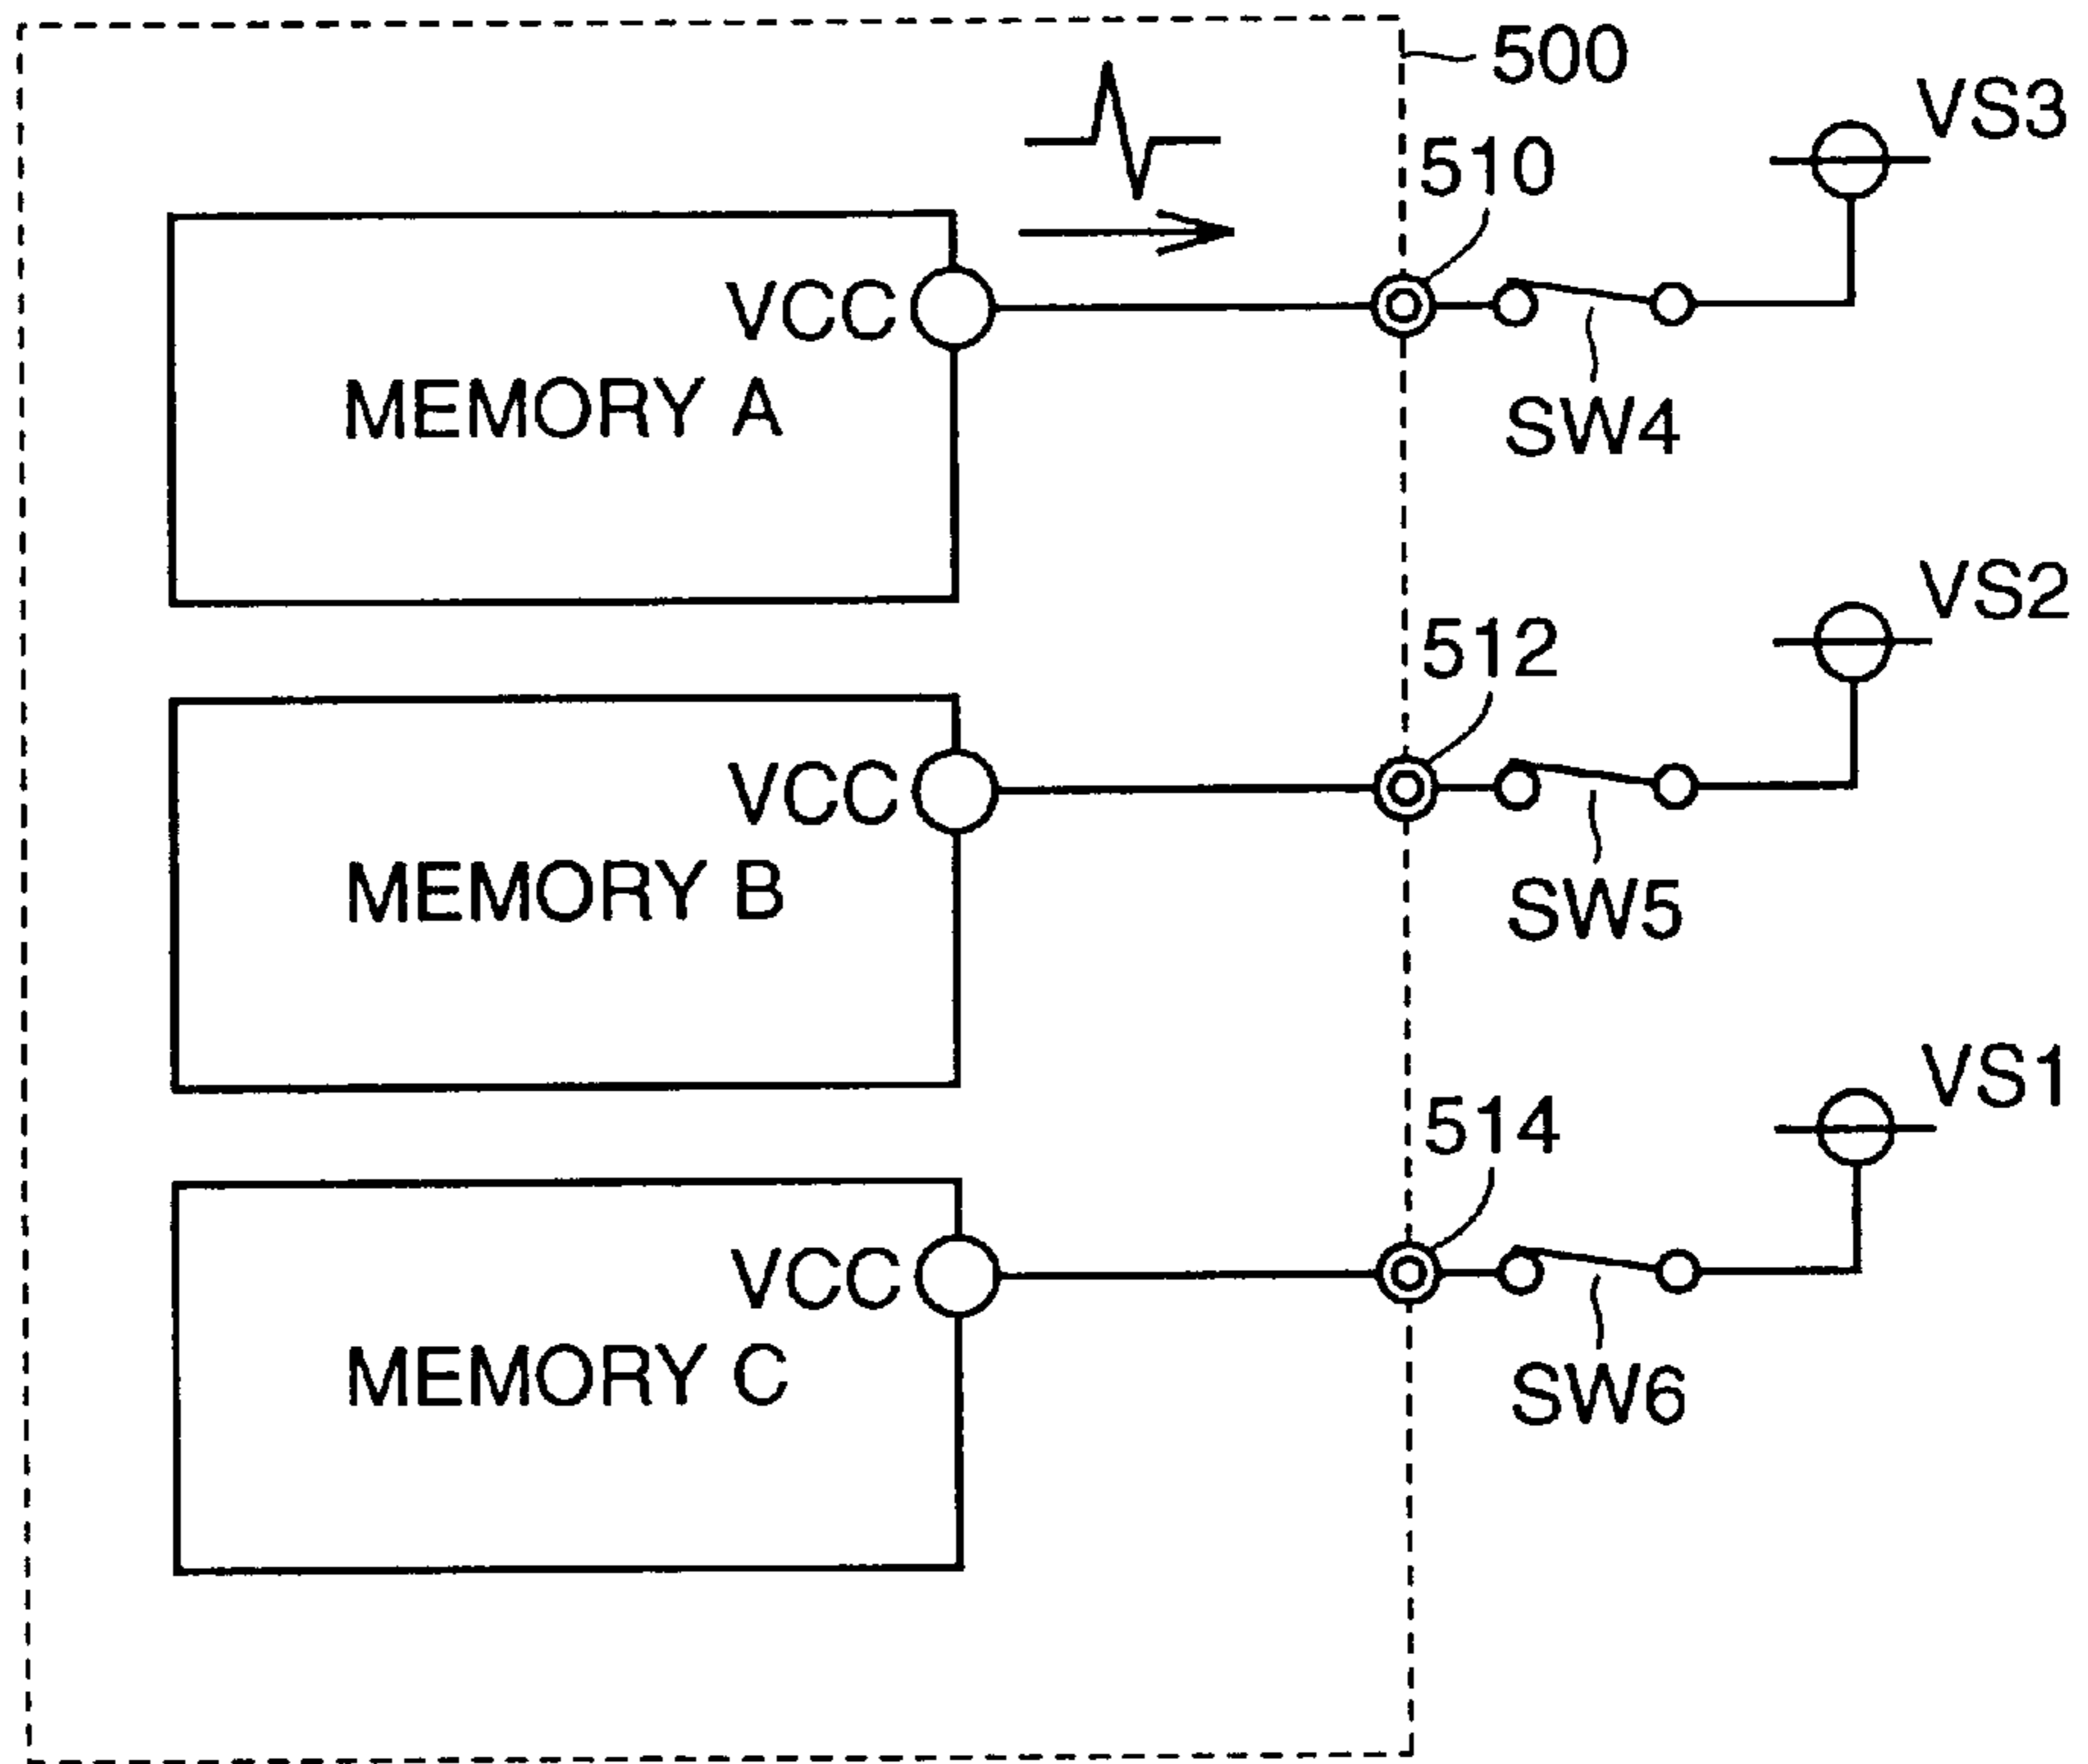 500
VS3
510
VCC
MEMORY A
SW4
VS2
512
VCC
MEMORY B
SW5
VS1
514
VCC
MEMORY C
SW6